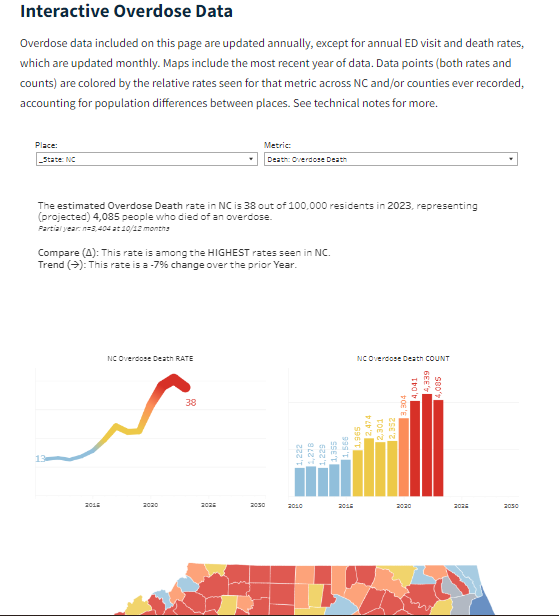 Interactive Overdose Data
Overdose data included on this page are updated annually, except for annual ED visit and death rates,
which are updated monthly. Maps include the most recent year of data. Data points (both rates and
counts) are colored by the relative rates seen for that metric across NC and/or counties ever recorded,
accounting for population differences between places. See technical notes for more.
Place:
Metric:
_State: NC
Death: Overdose Death
The estimated Overdose Death rate in NC is 38 out of 100,000 residents in 2023, representing
(projected) 4,085 people who died of an overdose.
Partial year: n=3,404 at 10/12 months
Compare (Δ): This rate is among the HIGHEST rates seen in NC.
Trend (→): This rate is a -7% change over the prior Year.
NC Overdose Death RATE
13
38
2015
2020
2025
2030
NC Overdose Death COUNT
1,222
1,276
1,229
1,385
1,566
1,966
2,474
2,301
2,352
3,304
4,041
4,339
4,085
2010
2015
2020
2025
2030